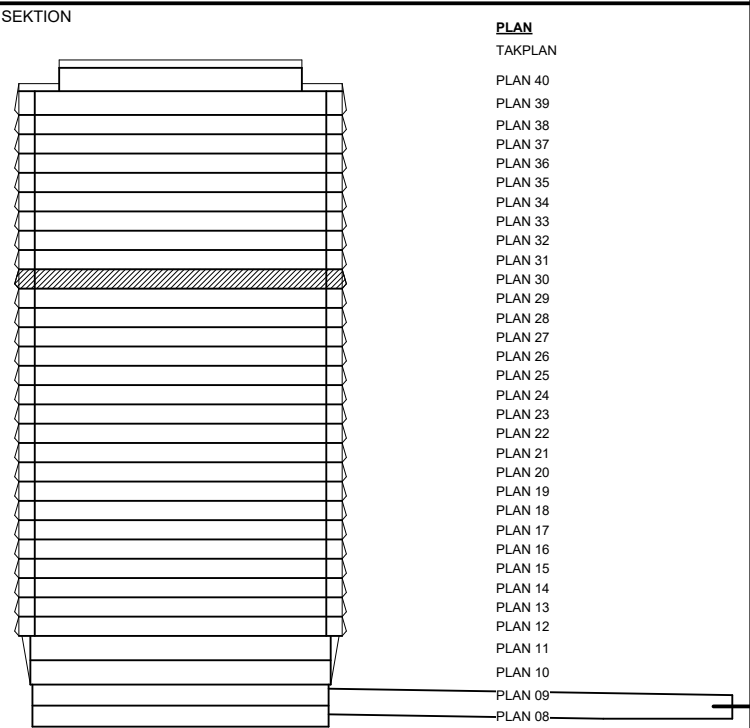 SEKTION
PLAN
TAKPLAN
PLAN 40
PLAN 39
PLAN 38
PLAN 37
PLAN 36
PLAN 35
PLAN 34
PLAN 33
PLAN 32
PLAN 31
PLAN 30
PLAN 29
PLAN 28
PLAN 27
PLAN 26
PLAN 25
PLAN 24
PLAN 23
PLAN 22
PLAN 21
PLAN 20
PLAN 19
PLAN 18
PLAN 17
PLAN 16
PLAN 15
PLAN 14
PLAN 13
PLAN 12
PLAN 11
PLAN 10
PLAN 09
PLAN 08